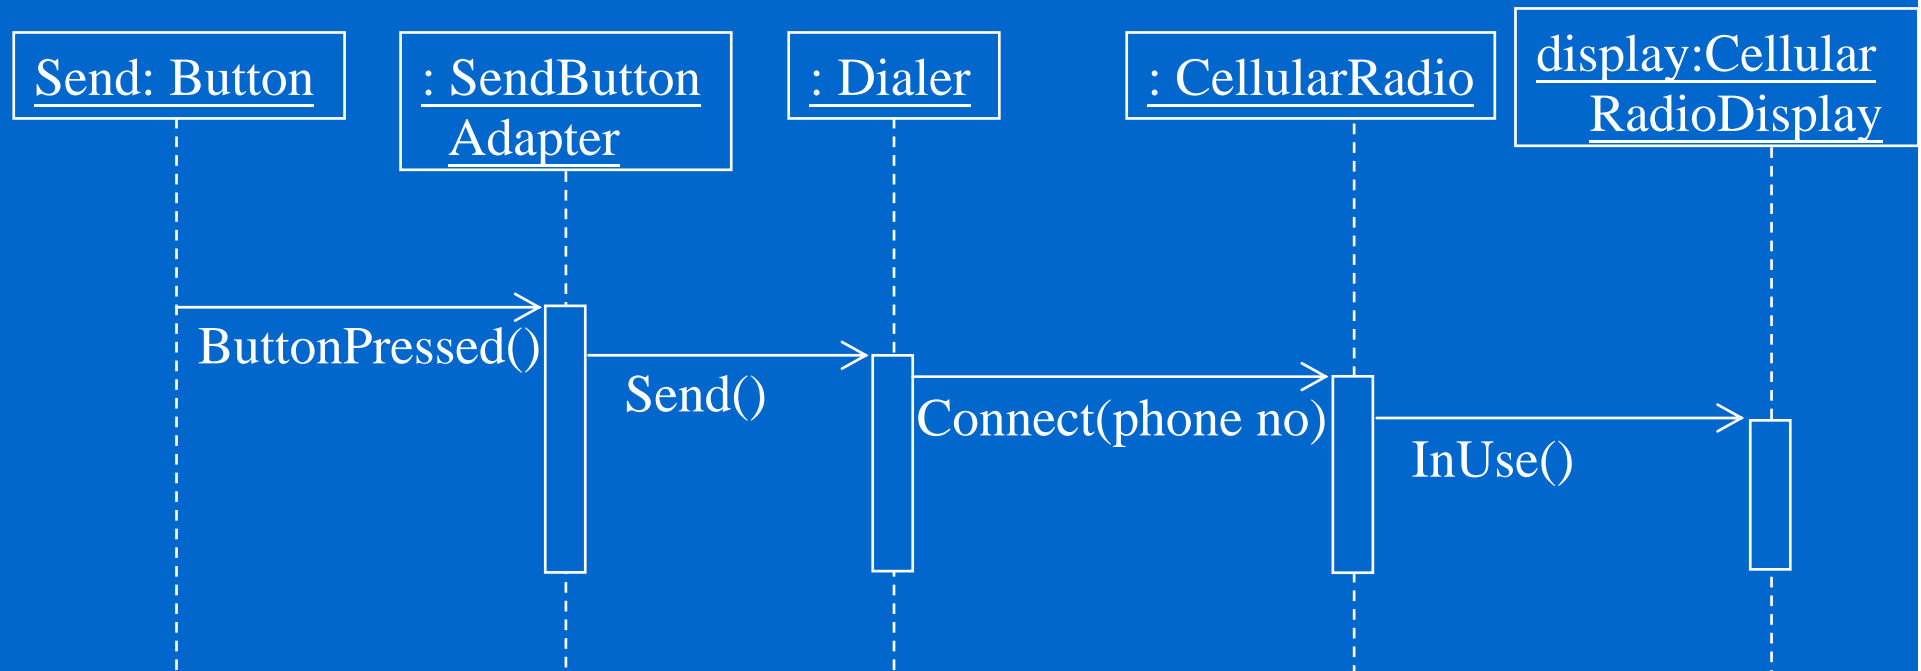 Send: Button
: SendButton
Adapter
: Dialer
: CellularRadio
display:Cellular
RadioDisplay
ButtonPressed()
Send()
Connect(phone no)
InUse()